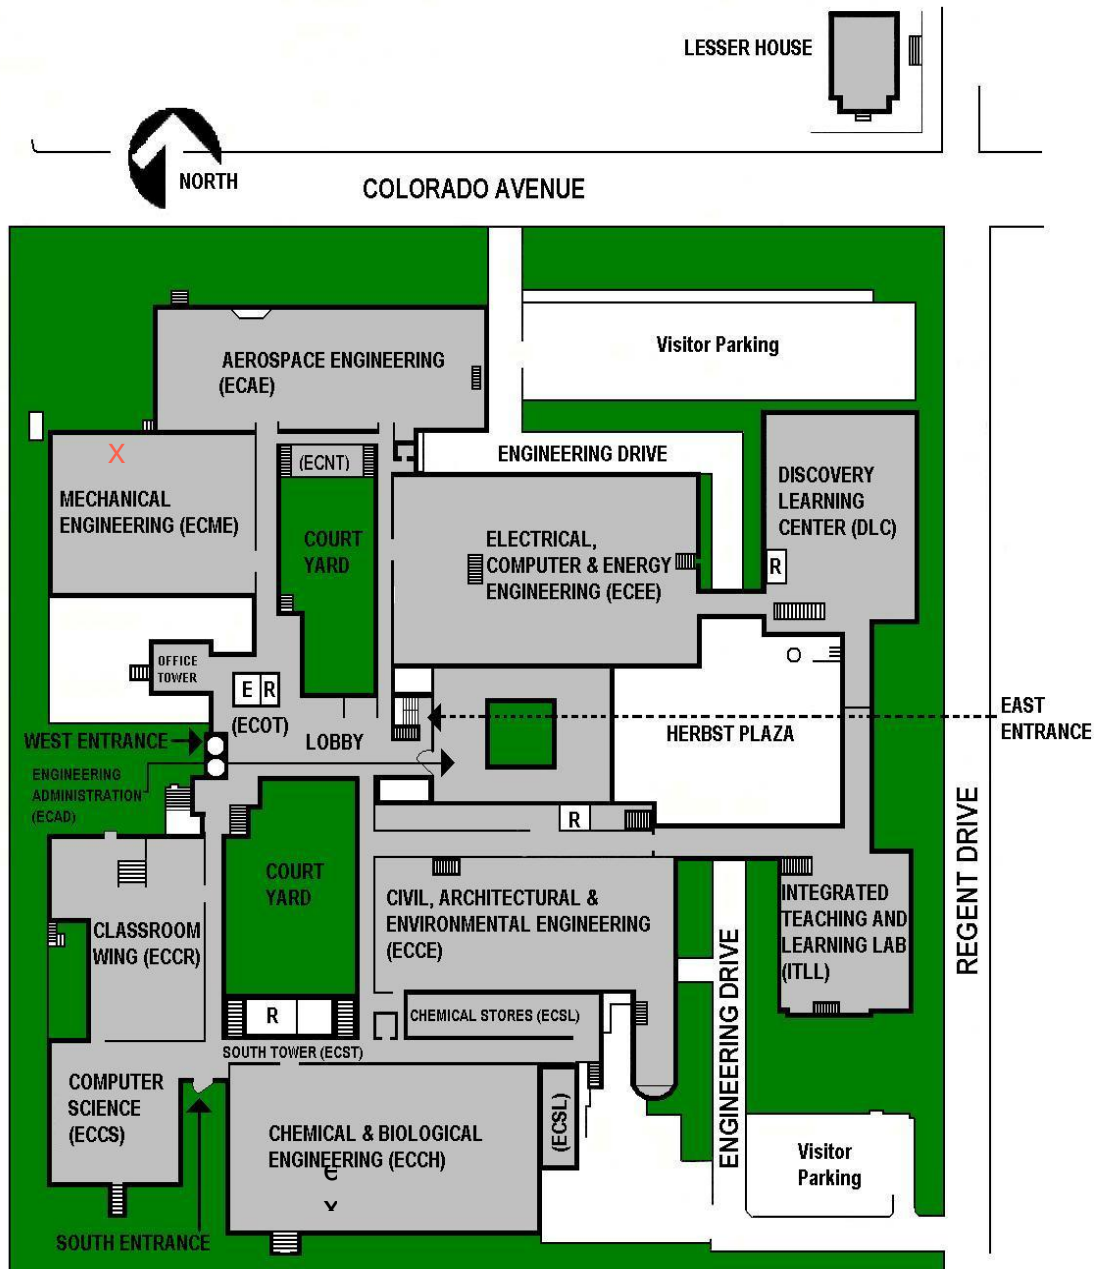 LESSER HOUSE
NORTH
COLORADO AVENUE
Visitor Parking
AEROSPACE ENGINEERING
(ECAE)
X
(ECNT)
ENGINEERING DRIVE
MECHANICAL
ENGINEERING (ECME)
COURT
YARD
ELECTRICAL,
COMPUTER & ENERGY
ENGINEERING (ECEE)
DISCOVERY
LEARNING
CENTER (DLC)
R
OFFICE
TOWER
E R
(ECOT)
LOBBY
WEST ENTRANCE
ENGINEERING
ADMINISTRATION
(ECAD)
HERBST PLAZA
EAST
ENTRANCE
R
COURT
YARD
CLASSROOM
WING (ECCR)
CIVIL, ARCHITECTURAL &
ENVIRONMENTAL ENGINEERING
(ECCE)
INTEGRATED
TEACHING AND
LEARNING LAB
(ITLL)
REGENT DRIVE
ENGINEERING DRIVE
R
CHEMICAL STORES (ECSL)
SOUTH TOWER (ECST)
COMPUTER
SCIENCE
(ECCS)
CHEMICAL & BIOLOGICAL
ENGINEERING (ECCH)
(ECSL)
Visitor
Parking
SOUTH ENTRANCE